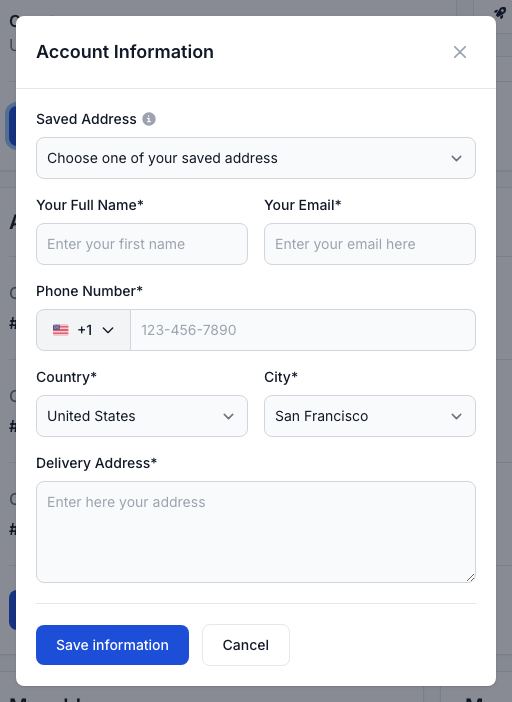 Account Information
Saved Address
Choose one of your saved address
Your Full Name* Your Email*
Enter your first name Enter your email here
Phone Number*
+1 123-456-7890
Country* City*
United States San Francisco
Delivery Address*
Enter here your address
Save information Cancel